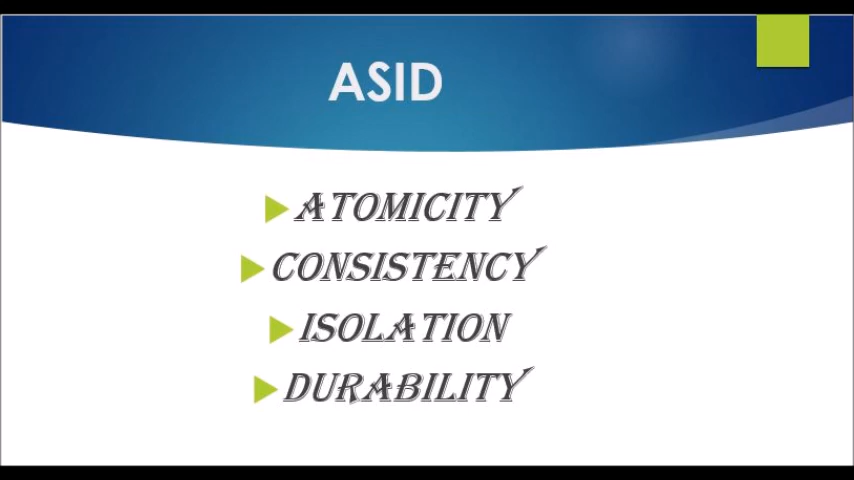 ASID
ATOMICITY
CONSISTENCY
ISOLATION
DURABILITY